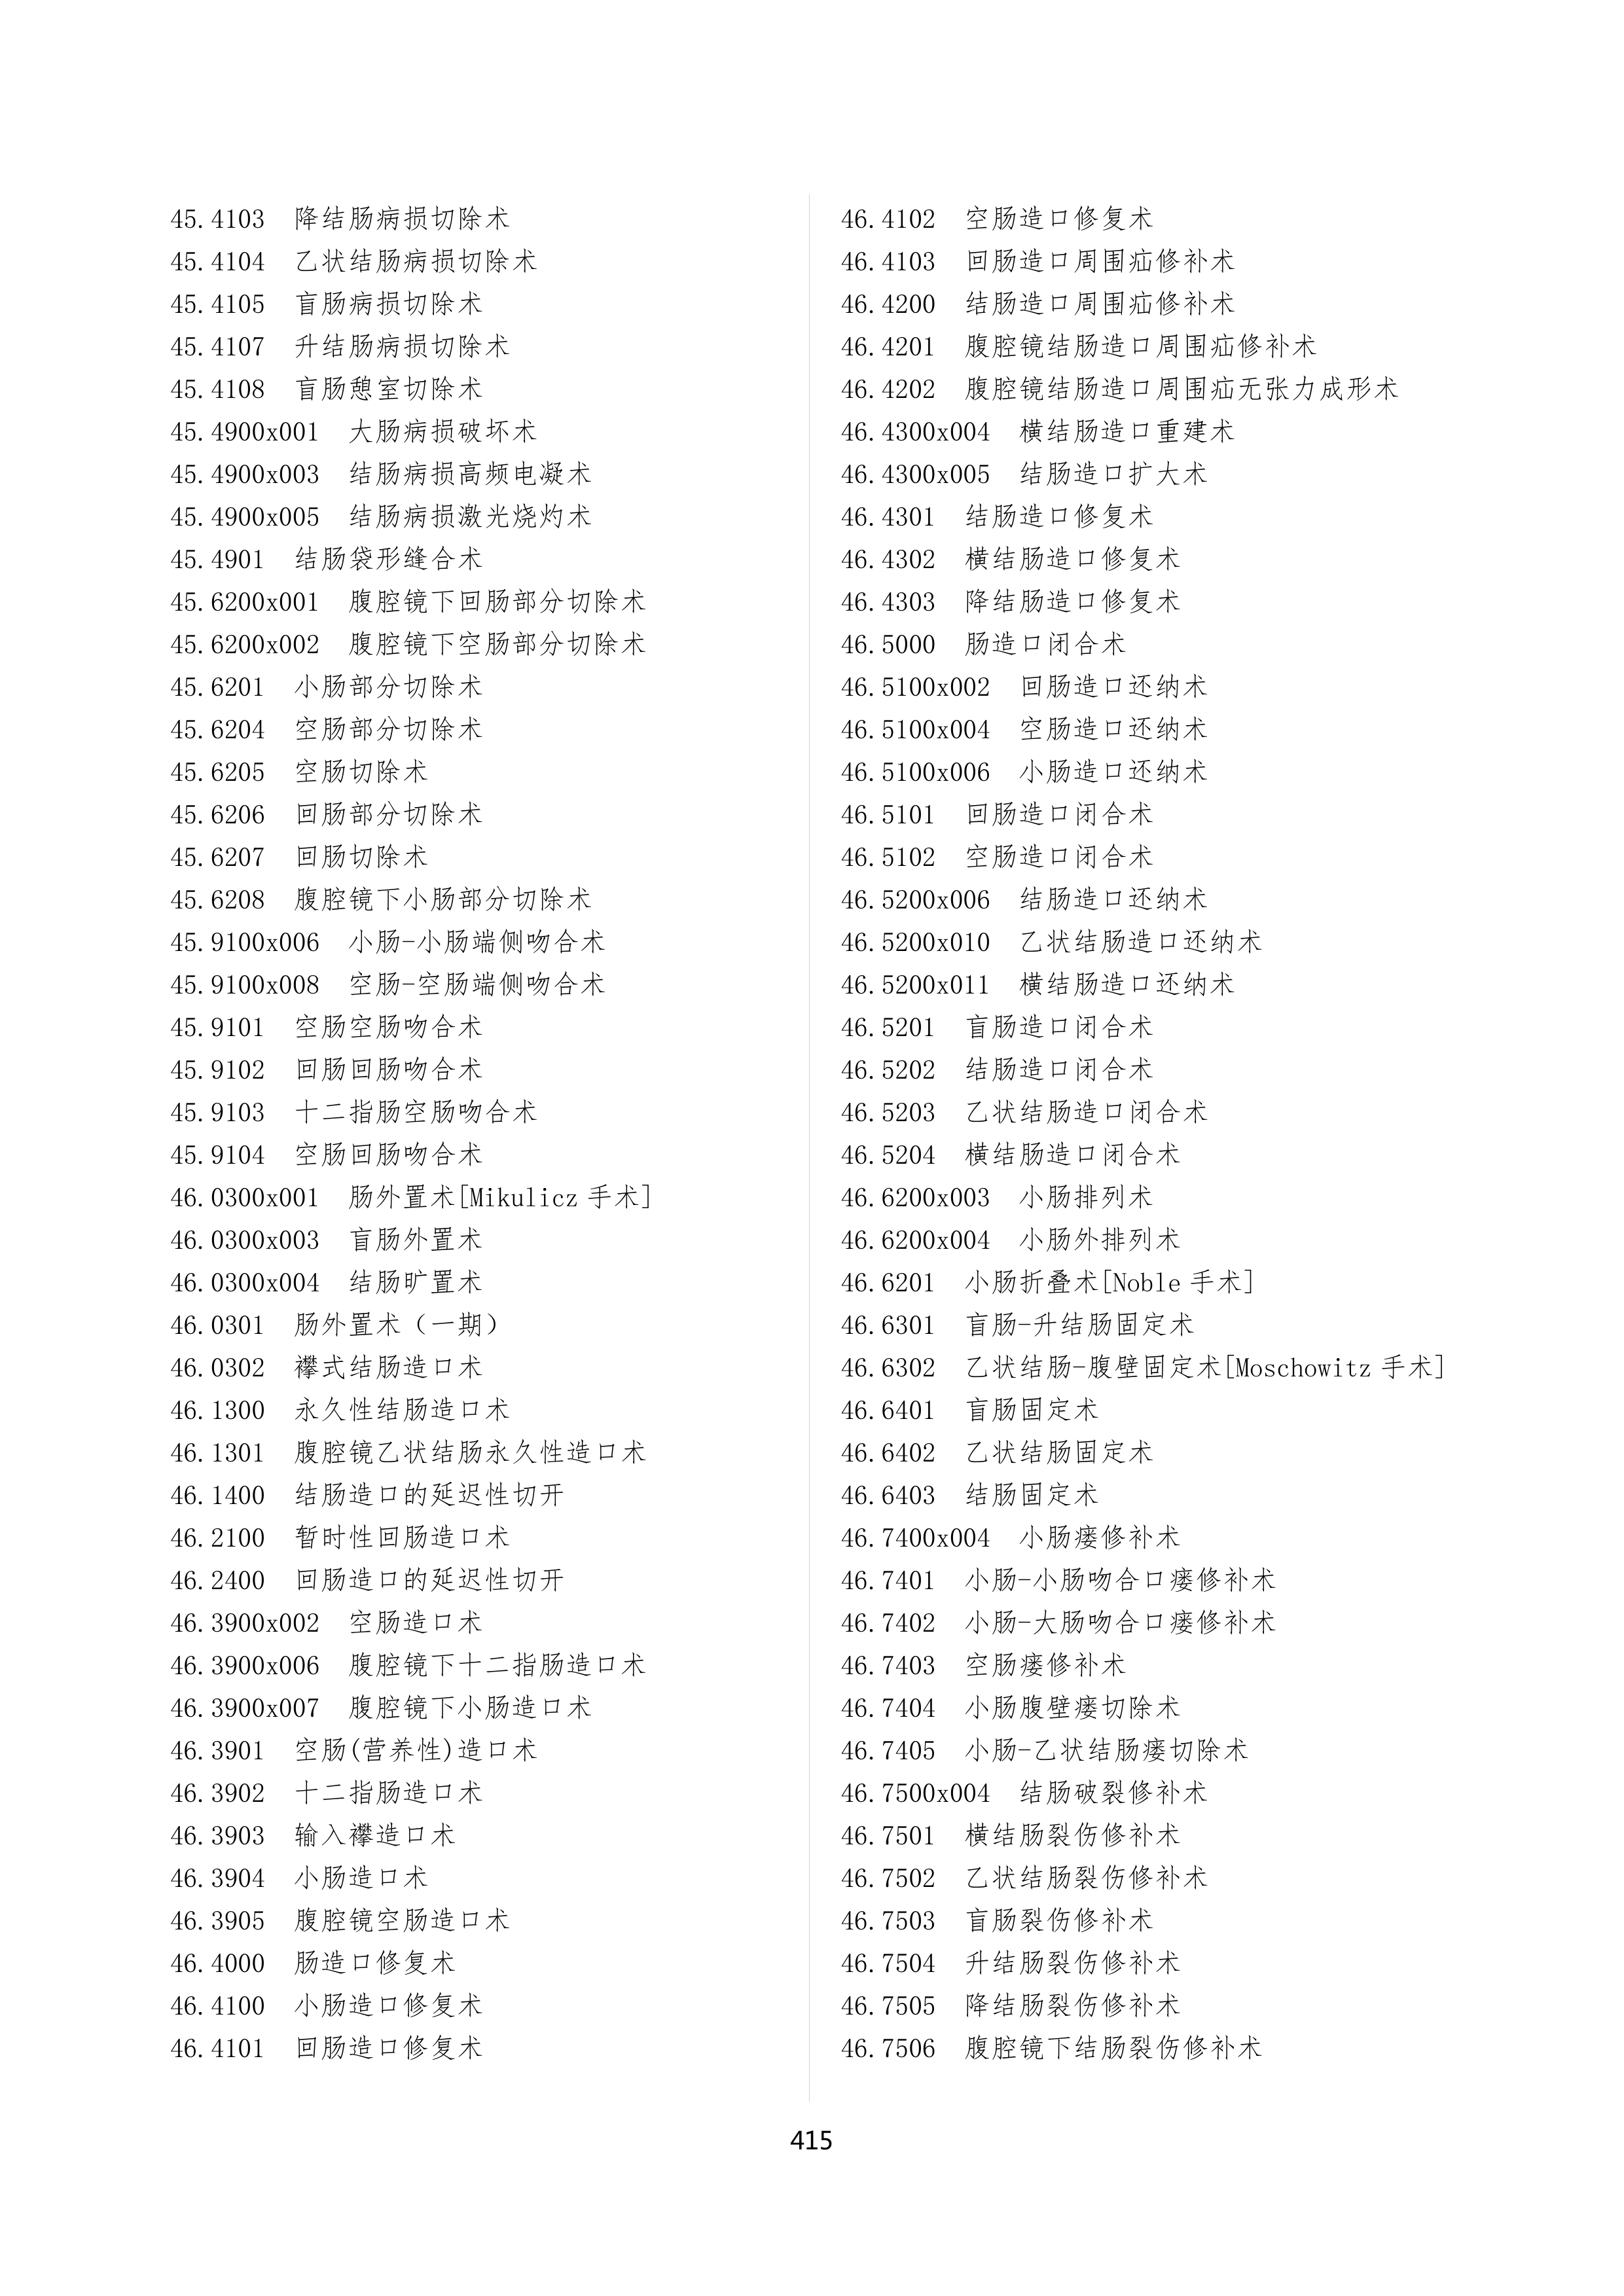 45.4103 降结肠病损切除术
45.4104 乙状结肠病损切除术
45.4105 盲肠病损切除术
45.4107 升结肠病损切除术
45.4108 盲肠憩室切除术
45.4900x001 大肠病损破坏术
45.4900x003 结肠病损高频电凝术
45.4900x005 结肠病损激光烧灼术
45.4901 结肠袋形缝合术
45.6200x001 腹腔镜下回肠部分切除术
45.6200x002 腹腔镜下空肠部分切除术
45.6201 小肠部分切除术
45.6204 空肠部分切除术
45.6205 空肠切除术
45.6206 回肠部分切除术
45.6207 回肠切除术
45.6208 腹腔镜下小肠部分切除术
45.9100x006 小肠-小肠端侧吻合术
45.9100x008 空肠-空肠端侧吻合术
45.9101 空肠空肠吻合术
45.9102 回肠回肠吻合术
45.9103 十二指肠空肠吻合术
45.9104 空肠回肠吻合术
46.0300x001 肠外置术[Mikulicz 手术]
46.0300x003 盲肠外置术
46.0300x004 结肠旷置术
46.0301 肠外置术（一期）
46.0302 襻式结肠造口术
46.1300 永久性结肠造口术
46.1301 腹腔镜乙状结肠永久性造口术
46.1400 结肠造口的延迟性切开
46.2100 暂时性回肠造口术
46.2400 回肠造口的延迟性切开
46.3900x002 空肠造口术
46.3900x006 腹腔镜下十二指肠造口术
46.3900x007 腹腔镜下小肠造口术
46.3901 空肠(营养性)造口术
46.3902 十二指肠造口术
46.3903 输入襻造口术
46.3904 小肠造口术
46.3905 腹腔镜空肠造口术
46.4000 肠造口修复术
46.4100 小肠造口修复术
46.4101 回肠造口修复术
46.4102 空肠造口修复术
46.4103 回肠造口周围疝修补术
46.4200 结肠造口周围疝修补术
46.4201 腹腔镜结肠造口周围疝修补术
46.4202 腹腔镜结肠造口周围疝无张力成形术
46.4300x004 横结肠造口重建术
46.4300x005 结肠造口扩大术
46.4301 结肠造口修复术
46.4302 横结肠造口修复术
46.4303 降结肠造口修复术
46.5000 肠造口闭合术
46.5100x002 回肠造口还纳术
46.5100x004 空肠造口还纳术
46.5100x006 小肠造口还纳术
46.5101 回肠造口闭合术
46.5102 空肠造口闭合术
46.5200x006 结肠造口还纳术
46.5200x010 乙状结肠造口还纳术
46.5200x011 横结肠造口还纳术
46.5201 盲肠造口闭合术
46.5202 结肠造口闭合术
46.5203 乙状结肠造口闭合术
46.5204 横结肠造口闭合术
46.6200x003 小肠排列术
46.6200x004 小肠外排列术
46.6201 小肠折叠术[Noble 手术]
46.6301 盲肠-升结肠固定术
46.6302 乙状结肠-腹壁固定术[Moschowitz 手术]
46.6401 盲肠固定术
46.6402 乙状结肠固定术
46.6403 结肠固定术
46.7400x004 小肠瘘修补术
46.7401 小肠-小肠吻合口瘘修补术
46.7402 小肠-大肠吻合口瘘修补术
46.7403 空肠瘘修补术
46.7404 小肠腹壁瘘切除术
46.7405 小肠-乙状结肠瘘切除术
46.7500x004 结肠破裂修补术
46.7501 横结肠裂伤修补术
46.7502 乙状结肠裂伤修补术
46.7503 盲肠裂伤修补术
46.7504 升结肠裂伤修补术
46.7505 降结肠裂伤修补术
46.7506 腹腔镜下结肠裂伤修补术
415